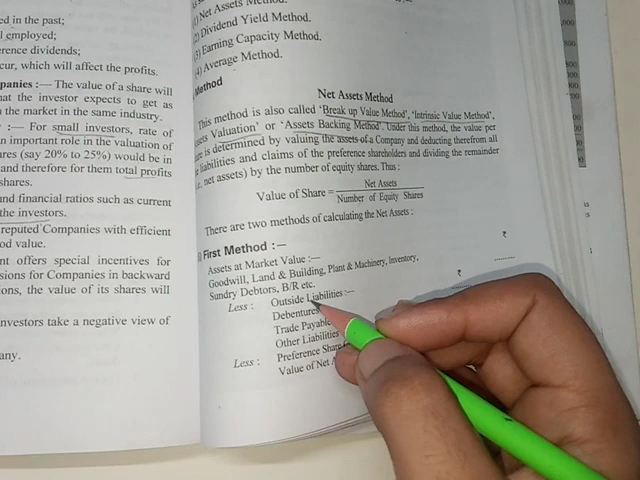 ed in the past;
l employed;
erence dividends;
cur, which will affect the profits.
panies :— The value of a share will
hat the investor expects to get as
n the market in the same industry.
:— For small investors, rate of
n important role in the valuation of
ares (say 20% to 25%) would be in
and therefore for them total profits
shares.
nd financial ratios such as current
the investors.
reputed Companies with efficient
od value.
nt offers special incentives for
sions for Companies in backward
ons, the value of its shares will
nvestors take a negative view of
any.
(1) Net Assets Method.
(2) Dividend Yield Method.
(3) Earning Capacity Method.
(4) Average Method.
Method
Net Assets Method
This method is also called 'Break up Value Method', 'Intrinsic Value Method',
ssets Valuation' or 'Assets Backing Method'. Under this method, the value per
re is determined by valuing the assets of a Company and deducting therefrom all
liabilities and claims of the preference shareholders and dividing the remainder
net assets) by the number of equity shares. Thus :
Value of Share = Net Assets
Number of Equity Shares
There are two methods of calculating the Net Assets :
First Method :—
₹
Assets at Market Value :—
Goodwill, Land & Building, Plant & Machinery, Inventory,
Sundry Debtors, B/R etc.
₹
Less : Outside Liabilities :—
Debentures
Trade Payable
Other Liabilities
Less : Preference Share
Value of Net